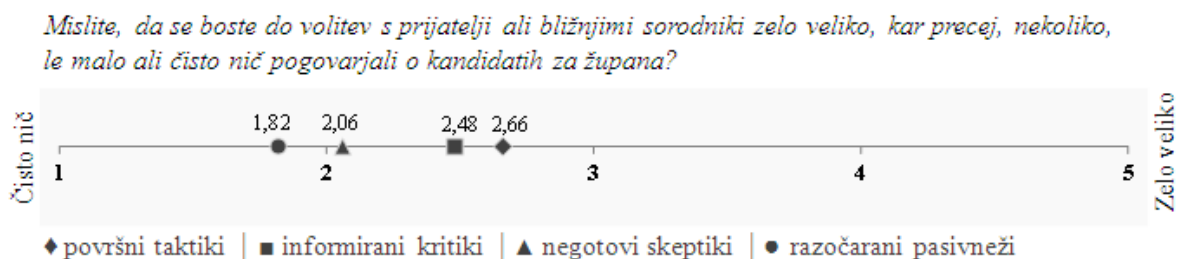 Mislite, da se boste do volitev s prijatelji ali bližnjimi sorodniki zelo veliko, kar precej, nekoliko,
le malo ali čisto nič pogovarjali o kandidatih za župana?
Čisto nič
1,82 2,06 2,48 2,66
1 2 3 4 5
Zelo veliko
♦ površni taktiki | ■ informirani kritiki | ▲ negotovi skeptiki | ● razočarani pasivneži